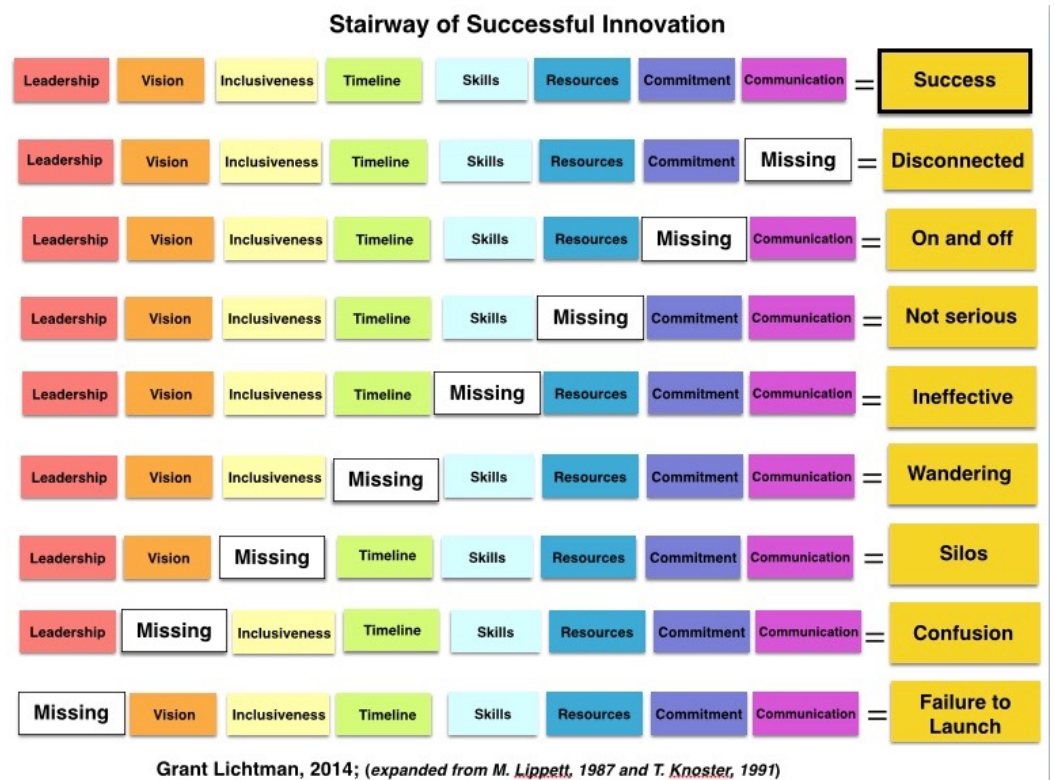 Stairway of Successful Innovation
Leadership Vision Inclusiveness Timeline Skills Resources Commitment Communication = Success
Leadership Vision Inclusiveness Timeline Skills Resources Commitment Missing = Disconnected
Leadership Vision Inclusiveness Timeline Skills Resources Missing Communication = On and off
Leadership Vision Inclusiveness Timeline Skills Missing Commitment Communication = Not serious
Leadership Vision Inclusiveness Timeline Missing Resources Commitment Communication = Ineffective
Leadership Vision Inclusiveness Missing Skills Resources Commitment Communication = Wandering
Leadership Vision Missing Timeline Skills Resources Commitment Communication = Silos
Leadership Missing Inclusiveness Timeline Skills Resources Commitment Communication = Confusion
Missing Vision Inclusiveness Timeline Skills Resources Commitment Communication = Failure to
Launch
Grant Lichtman, 2014; (expanded from M. Lippett, 1987 and T. Knoster, 1991)